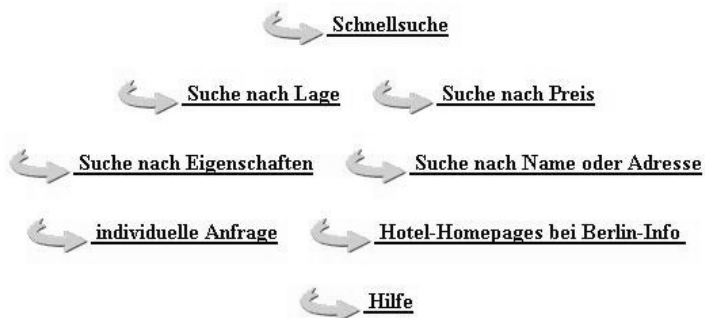 Schnellsuche
Suche nach Lage Suche nach Preis
Suche nach Eigenschaften Suche nach Name oder Adresse
individuelle Anfrage Hotel-Homepages bei Berlin-Info
Hilfe